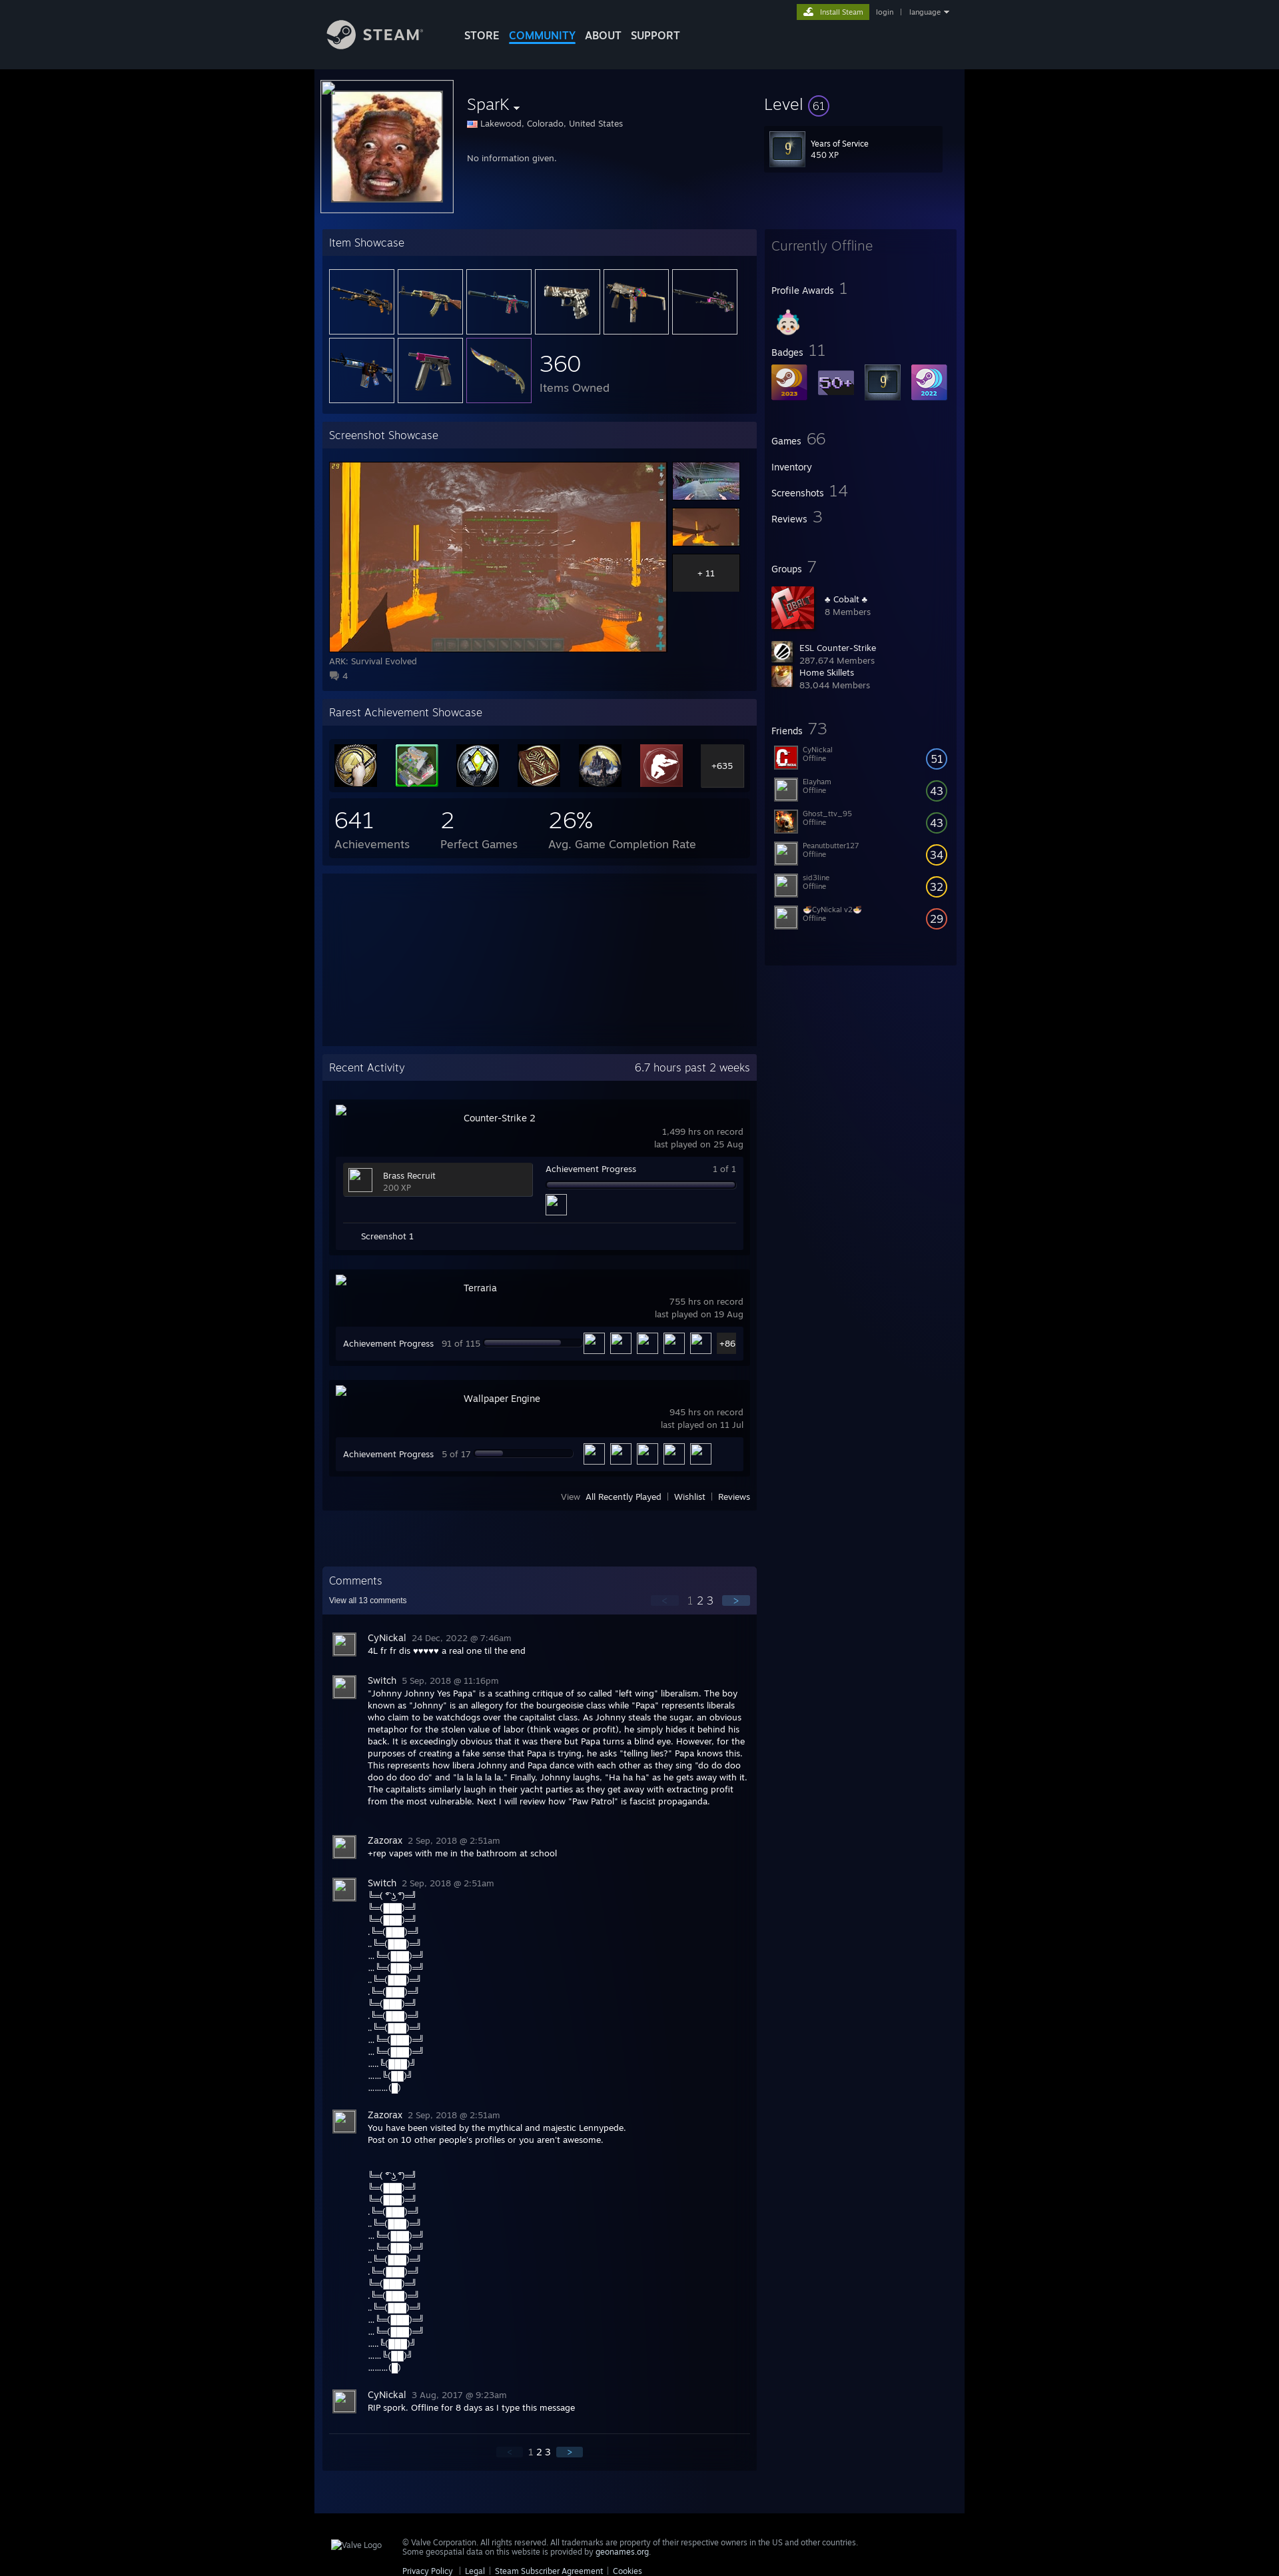 Install Steam
login | language
STEAM®
STORE COMMUNITY ABOUT SUPPORT
SparK
Lakewood, Colorado, United States
No information given.
Level 61
9
Years of Service
450 XP
Item Showcase
360
Items Owned
Screenshot Showcase
+ 11
ARK: Survival Evolved
4
Rarest Achievement Showcase
+635
641
Achievements
2
Perfect Games
26%
Avg. Game Completion Rate
Currently Offline
Profile Awards 1
Badges 11
2023
50+
9
2022
Games 66
Inventory
Screenshots 14
Reviews 3
Groups 7
COBALT
♣ Cobalt ♣
8 Members
ESL Counter-Strike
287,674 Members
Home Skillets
83,044 Members
Friends 73
CyNickal
Offline
51
Elayham
Offline
43
Ghost_ttv_95
Offline
43
Peanutbutter127
Offline
34
sid3line
Offline
32
🍜CyNickal v2🍜
Offline
29
Recent Activity
6.7 hours past 2 weeks
Counter-Strike 2
1,499 hrs on record
last played on 25 Aug
Brass Recruit
200 XP
Achievement Progress 1 of 1
Screenshot 1
Terraria
755 hrs on record
last played on 19 Aug
Achievement Progress 91 of 115
+86
Wallpaper Engine
945 hrs on record
last played on 11 Jul
Achievement Progress 5 of 17
View All Recently Played | Wishlist | Reviews
Comments
View all 13 comments
< 1 2 3 >
CyNickal 24 Dec, 2022 @ 7:46am
4L fr fr dis ♥♥♥♥♥ a real one til the end
Switch 5 Sep, 2018 @ 11:16pm
"Johnny Johnny Yes Papa" is a scathing critique of so called "left wing" liberalism. The boy
known as "Johnny" is an allegory for the bourgeoisie class while "Papa" represents liberals
who claim to be watchdogs over the capitalist class. As Johnny steals the sugar, an obvious
metaphor for the stolen value of labor (think wages or profit), he simply hides it behind his
back. It is exceedingly obvious that it was there but Papa turns a blind eye. However, for the
purposes of creating a fake sense that Papa is trying, he asks "telling lies?" Papa knows this.
This represents how libera Johnny and Papa dance with each other as they sing "do do doo
doo do doo do" and "la la la la la." Finally, Johnny laughs, "Ha ha ha" as he gets away with it.
The capitalists similarly laugh in their yacht parties as they get away with extracting profit
from the most vulnerable. Next I will review how "Paw Patrol" is fascist propaganda.
Zazorax 2 Sep, 2018 @ 2:51am
+rep vapes with me in the bathroom at school
Switch 2 Sep, 2018 @ 2:51am
╚═( ͡° ͜ʖ ͡°)═╝
╚═(███)═╝
╚═(███)═╝
.╚═(███)═╝
..╚═(███)═╝
…╚═(███)═╝
…╚═(███)═╝
..╚═(███)═╝
.╚═(███)═╝
╚═(███)═╝
.╚═(███)═╝
..╚═(███)═╝
…╚═(███)═╝
…╚═(███)═╝
…..╚(███)╝
……╚(██)╝
………(█)
Zazorax 2 Sep, 2018 @ 2:51am
You have been visited by the mythical and majestic Lennypede.
Post on 10 other people's profiles or you aren't awesome.
╚═( ͡° ͜ʖ ͡°)═╝
╚═(███)═╝
╚═(███)═╝
.╚═(███)═╝
..╚═(███)═╝
…╚═(███)═╝
…╚═(███)═╝
..╚═(███)═╝
.╚═(███)═╝
╚═(███)═╝
.╚═(███)═╝
..╚═(███)═╝
…╚═(███)═╝
…╚═(███)═╝
…..╚(███)╝
……╚(██)╝
………(█)
CyNickal 3 Aug, 2017 @ 9:23am
RIP spork. Offline for 8 days as I type this message
< 1 2 3 >
Valve Logo
© Valve Corporation. All rights reserved. All trademarks are property of their respective owners in the US and other countries.
Some geospatial data on this website is provided by geonames.org.
Privacy Policy | Legal | Steam Subscriber Agreement | Cookies